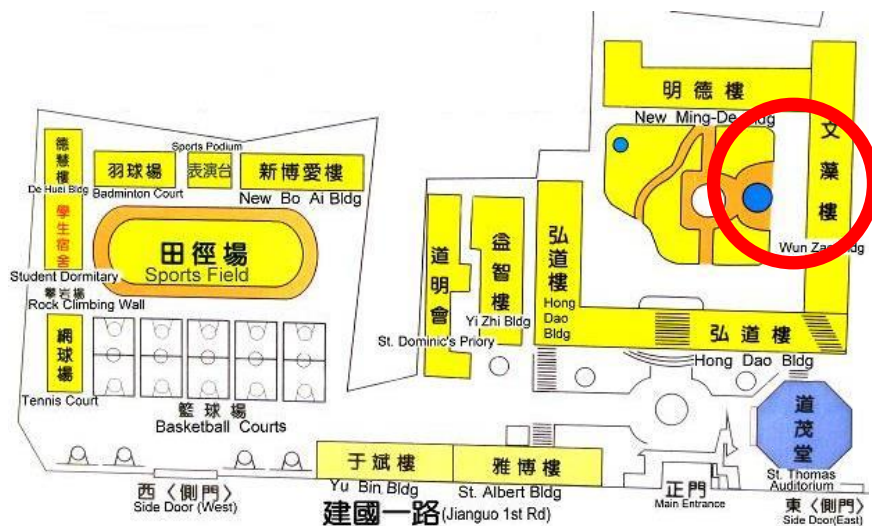 明德樓
New Ming-De Bldg
文藻樓
Wun Zao Bldg
德慧樓
De Huei Bldg
羽球場
Badminton Court
Sports Podium
表演台
新博愛樓
New Bo Ai Bldg
學生宿舍
Student Dormitary
田徑場
Sports Field
攀岩場
Rock Climbing Wall
網球場
Tennis Court
籃球場
Basketball Courts
道明會
St. Dominic's Priory
益智樓
Yi Zhi Bldg
弘道樓
Hong
Dao
Bldg
弘道樓
Hong Dao Bldg
道茂堂
St. Thomas
Auditorium
于斌樓
Yu Bin Bldg
雅博樓
St. Albert Bldg
正門
Main Entrance
西〈側門〉
Side Door (West)
建國一路(Jianguo 1st Rd)
東〈側門〉
Side Door(East)